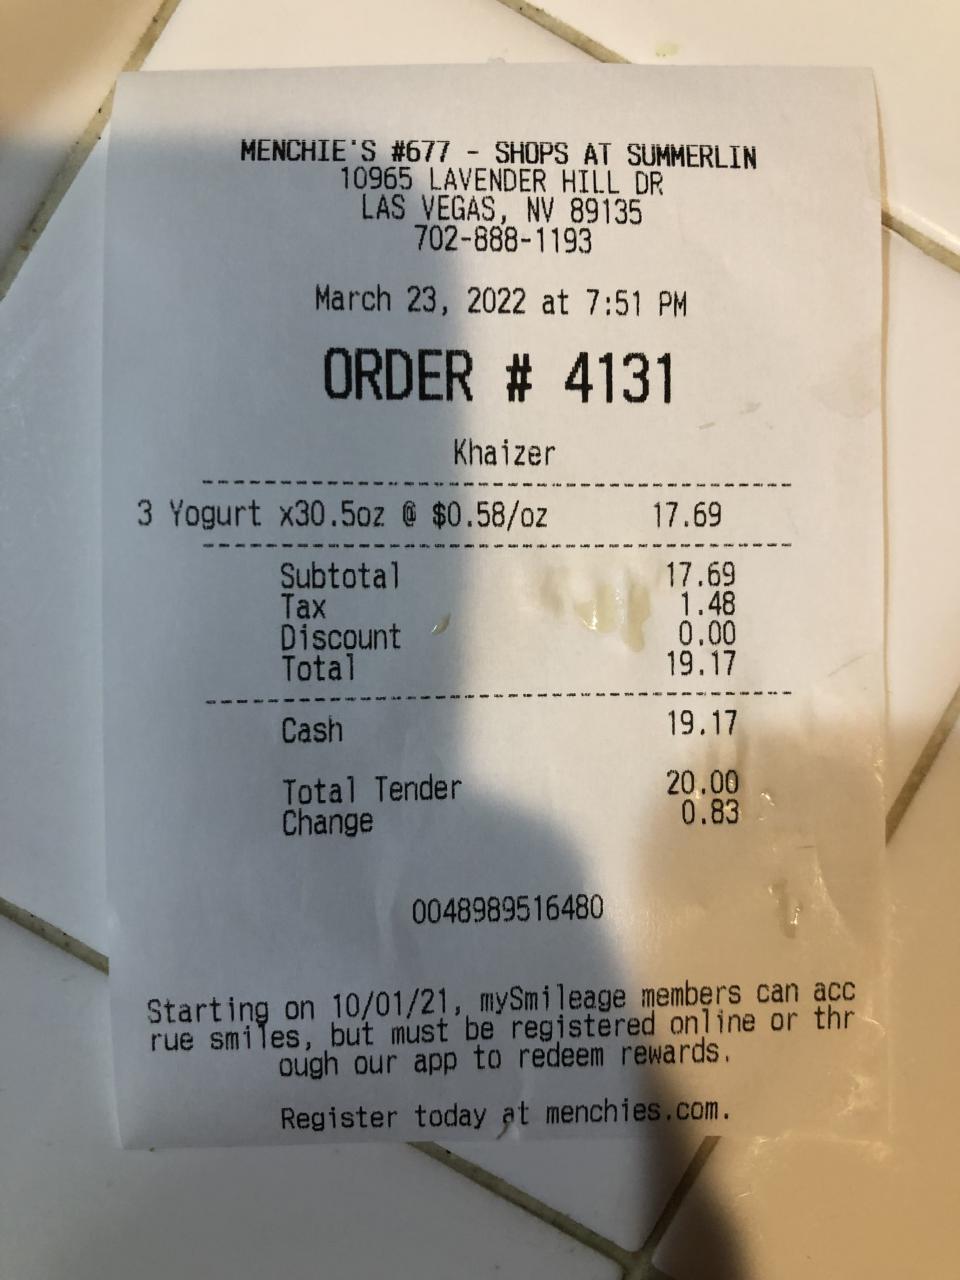 MENCHIE'S #677 - SHOPS AT SUMMERLIN
10965 LAVENDER HILL DR
LAS VEGAS, NV 89135
702-888-1193
March 23, 2022 at 7:51 PM
ORDER # 4131
Khaizer
3 Yogurt x30.5oz @ $0.58/oz 17.69
Subtotal 17.69
Tax 1.48
Discount 0.00
Total 19.17
Cash 19.17
Total Tender 20.00
Change 0.83
0048989516480
Starting on 10/01/21, mySmileage members can acc
rue smiles, but must be registered online or thr
ough our app to redeem rewards.
Register today at menchies.com.